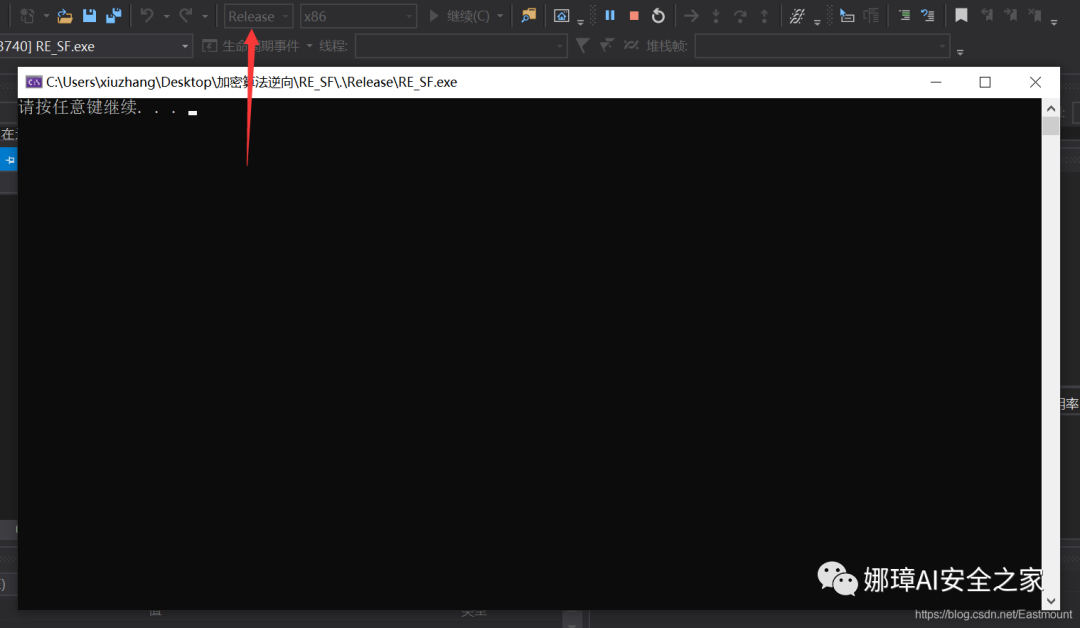 Release x86 继续(C)
3740] RE_SF.exe 生命周期事件 线程: 堆栈帧:
C:\Users\xiuzhang\Desktop\加密算法逆向\RE_SF\.\Release\RE_SF.exe
请按任意键继续. . .
在
用率
娜璋AI安全之家
值 类型
https://blog.csdn.net/Eastmount